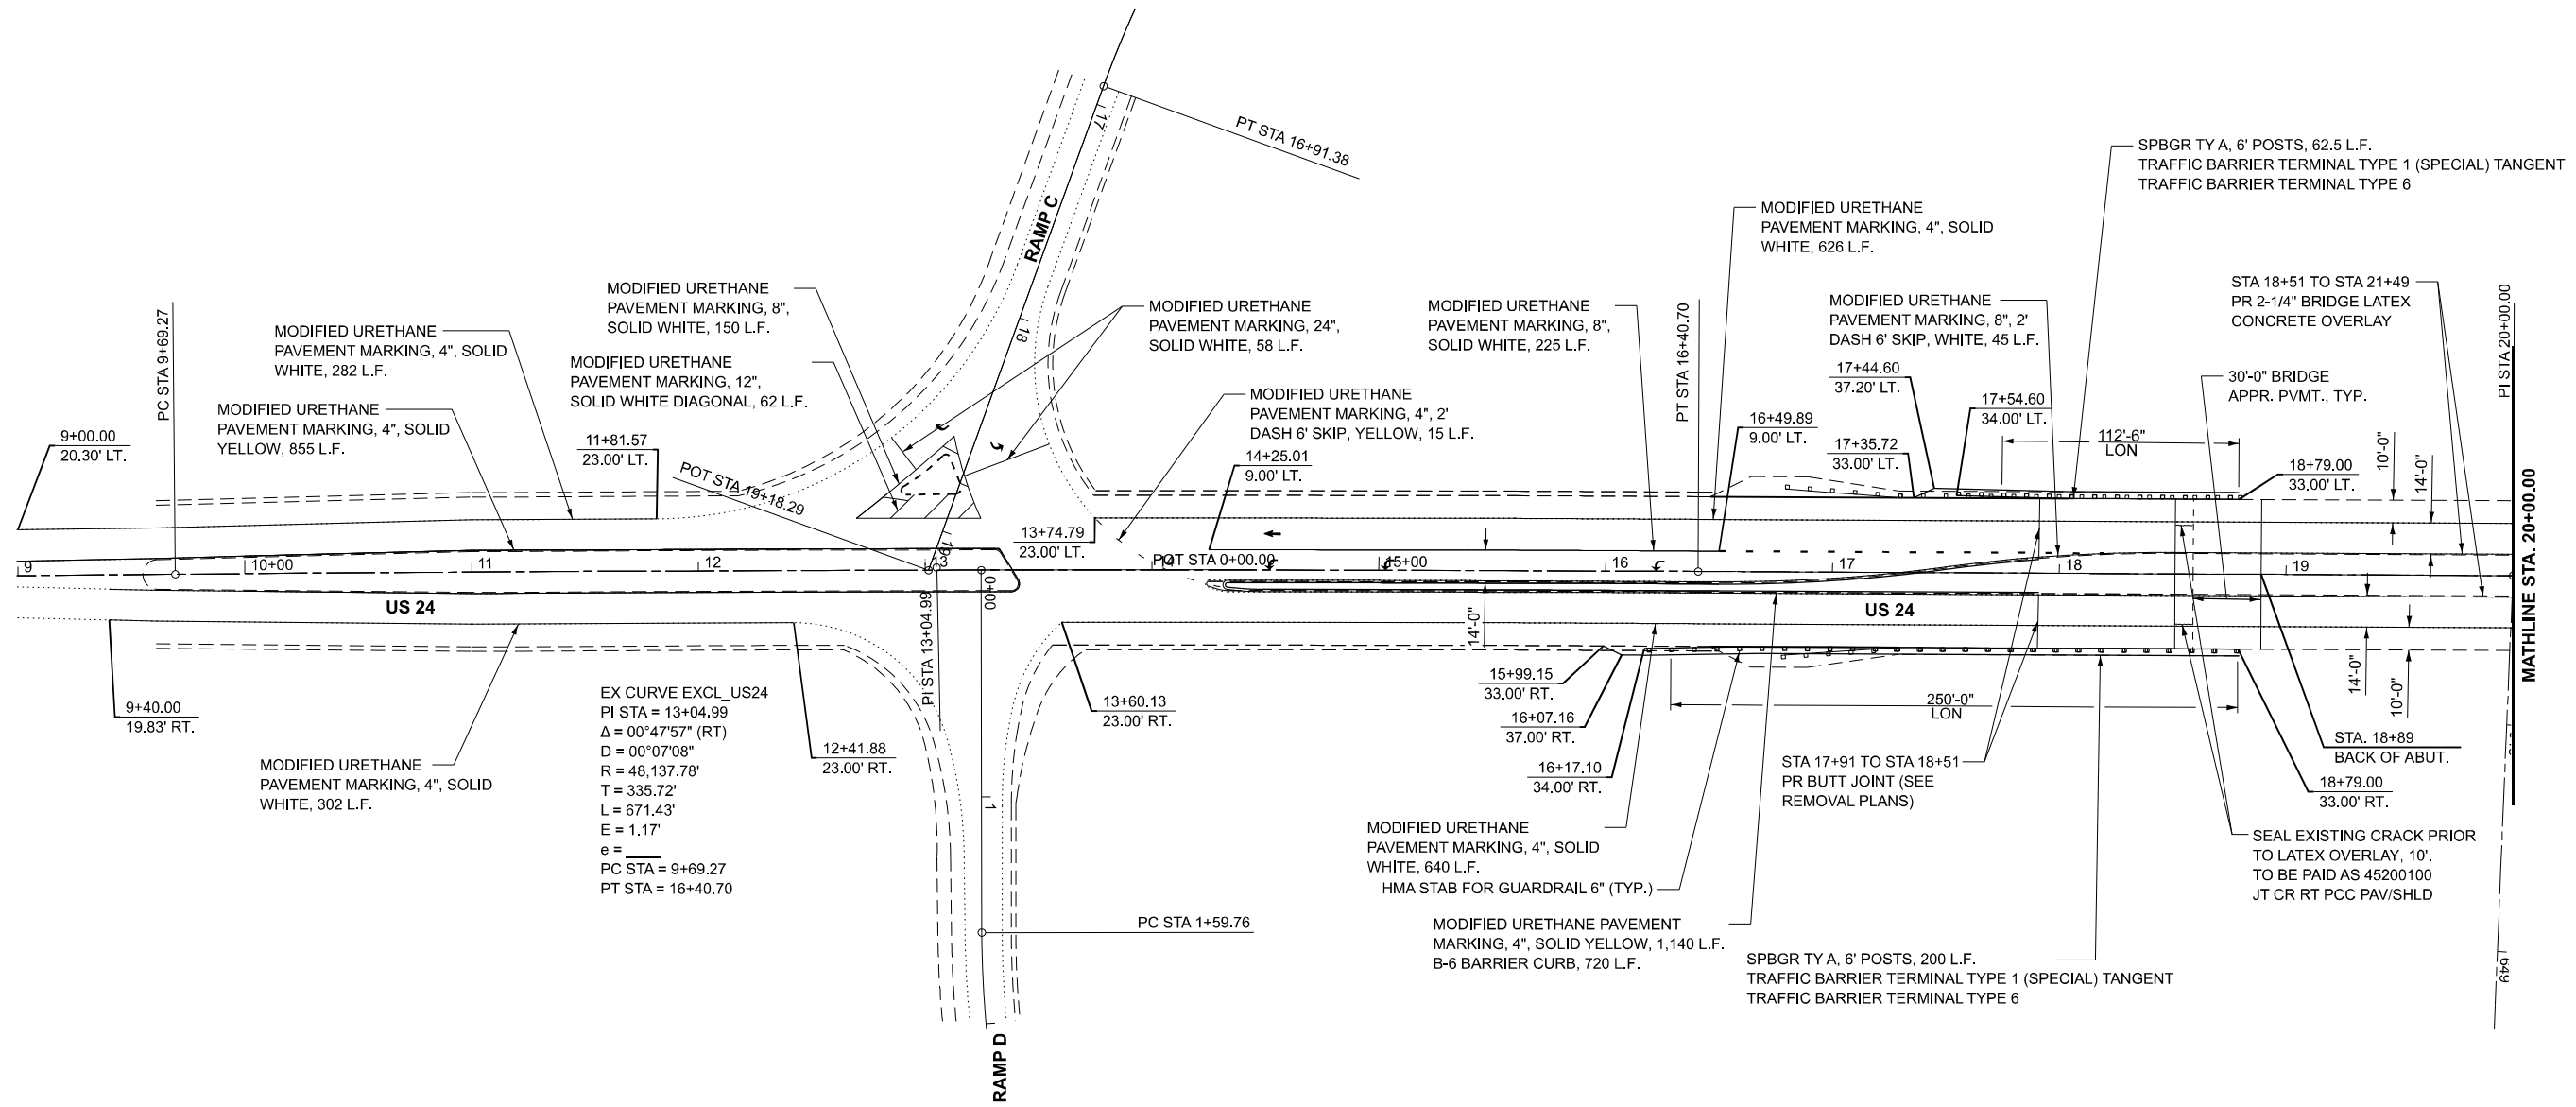 PT STA 16+91.38
17
RAMP C
18
19
SPBGR TY A, 6' POSTS, 62.5 L.F.
TRAFFIC BARRIER TERMINAL TYPE 1 (SPECIAL) TANGENT
TRAFFIC BARRIER TERMINAL TYPE 6
MODIFIED URETHANE
PAVEMENT MARKING, 4", SOLID
WHITE, 626 L.F.
STA 18+51 TO STA 21+49
PR 2-1/4" BRIDGE LATEX
CONCRETE OVERLAY
PI STA 20+00.00
PC STA 9+69.27
MODIFIED URETHANE
PAVEMENT MARKING, 4", SOLID
WHITE, 282 L.F.
MODIFIED URETHANE
PAVEMENT MARKING, 8",
SOLID WHITE, 150 L.F.
MODIFIED URETHANE
PAVEMENT MARKING, 12",
SOLID WHITE DIAGONAL, 62 L.F.
MODIFIED URETHANE
PAVEMENT MARKING, 24",
SOLID WHITE, 58 L.F.
MODIFIED URETHANE
PAVEMENT MARKING, 8",
SOLID WHITE, 225 L.F.
PT STA 16+40.70
MODIFIED URETHANE
PAVEMENT MARKING, 8", 2'
DASH 6' SKIP, WHITE, 45 L.F.
30'-0" BRIDGE
APPR. PVMT., TYP.
MODIFIED URETHANE
PAVEMENT MARKING, 4", SOLID
YELLOW, 855 L.F.
MODIFIED URETHANE
PAVEMENT MARKING, 4", 2'
DASH 6' SKIP, YELLOW, 15 L.F.
9+00.00
20.30' LT.
11+81.57
23.00' LT.
POT STA 19+18.29
14+25.01
9.00' LT.
16+49.89
9.00' LT.
17+44.60
37.20' LT.
17+35.72
33.00' LT.
17+54.60
34.00' LT.
112'-6"
LON
18+79.00
33.00' LT.
10'-0"
14'-0"
13+74.79
23.00' LT.
POT STA 0+00.00
9
10+00
11
12
13
14
15+00
16
17
18
19
0+00
US 24
US 24
MATHLINE STA. 20+00.00
PI STA 13+04.99
14'-0"
9+40.00
19.83' RT.
12+41.88
23.00' RT.
13+60.13
23.00' RT.
15+99.15
33.00' RT.
16+07.16
37.00' RT.
16+17.10
34.00' RT.
250'-0"
LON
14'-0"
10'-0"
STA. 18+89
BACK OF ABUT.
18+79.00
33.00' RT.
EX CURVE EXCL_US24
PI STA = 13+04.99
Δ = 00°47'57" (RT)
D = 00°07'08"
R = 48,137.78'
T = 335.72'
L = 671.43'
E = 1.17'
e = ____
PC STA = 9+69.27
PT STA = 16+40.70
MODIFIED URETHANE
PAVEMENT MARKING, 4", SOLID
WHITE, 302 L.F.
STA 17+91 TO STA 18+51
PR BUTT JOINT (SEE
REMOVAL PLANS)
MODIFIED URETHANE
PAVEMENT MARKING, 4", SOLID
WHITE, 640 L.F.
HMA STAB FOR GUARDRAIL 6" (TYP.)
SEAL EXISTING CRACK PRIOR
TO LATEX OVERLAY, 10'.
TO BE PAID AS 45200100
JT CR RT PCC PAV/SHLD
1
PC STA 1+59.76
MODIFIED URETHANE PAVEMENT
MARKING, 4", SOLID YELLOW, 1,140 L.F.
B-6 BARRIER CURB, 720 L.F.
SPBGR TY A, 6' POSTS, 200 L.F.
TRAFFIC BARRIER TERMINAL TYPE 1 (SPECIAL) TANGENT
TRAFFIC BARRIER TERMINAL TYPE 6
649
RAMP D